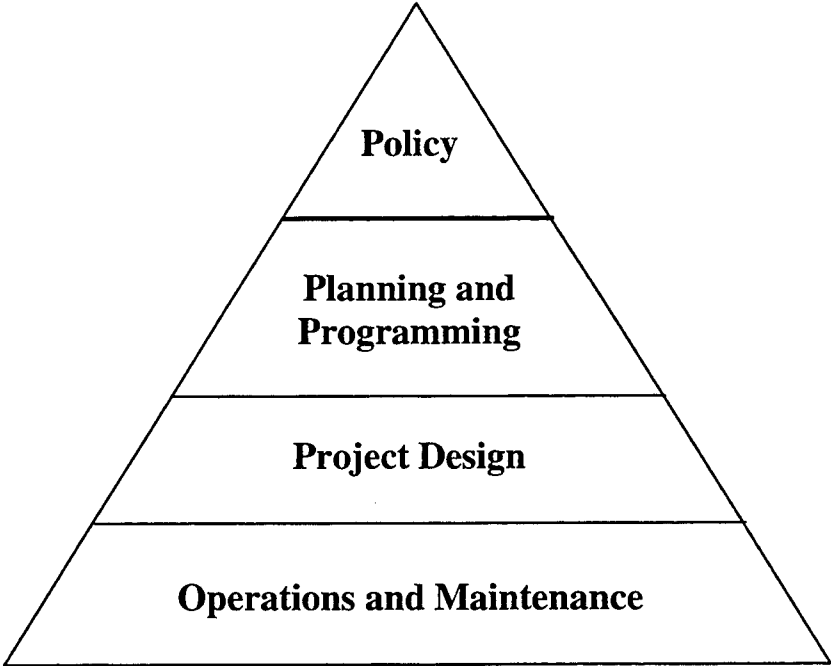 Policy
Planning and
Programming
Project Design
Operations and Maintenance